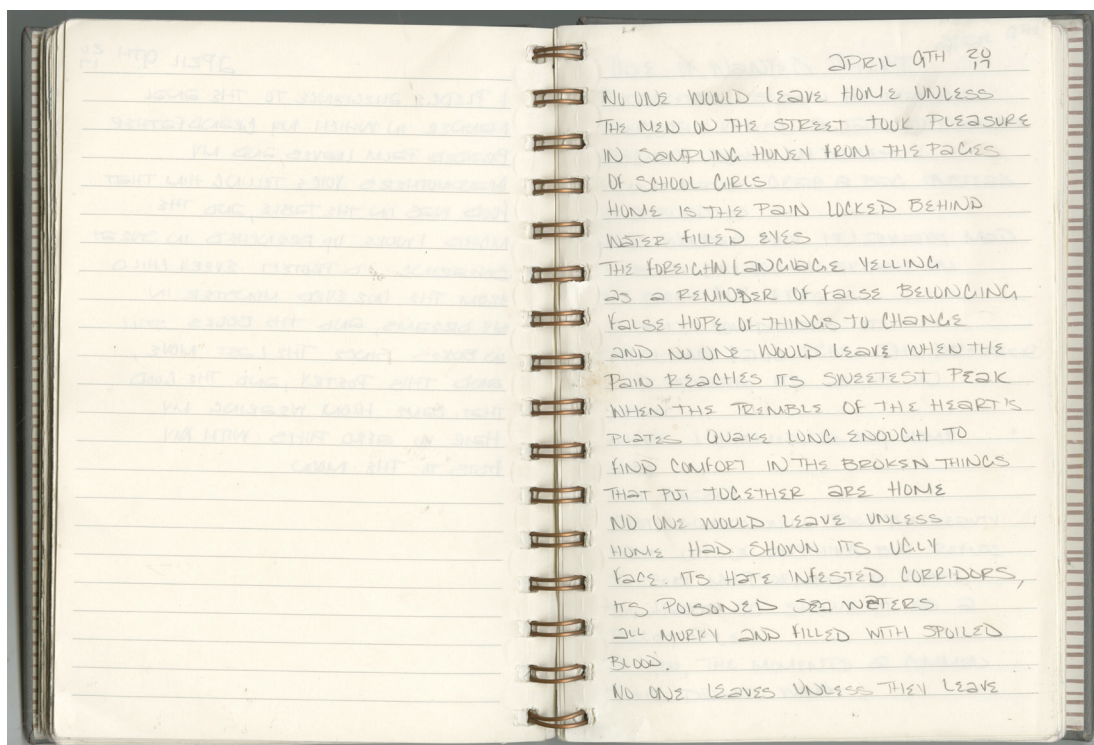 APRIL 9TH 2017
NO ONE WOULD LEAVE HOME UNLESS
THE MEN ON THE STREET TOOK PLEASURE
IN SAMPLING HONEY FROM THE PAGES
OF SCHOOL GIRLS
HOME IS THE PAIN LOCKED BEHIND
WATER FILLED EYES
THE FOREIGHN LANGUAGE YELLING
AS A REMINDER OF FALSE BELONGING
FALSE HOPE OF THINGS TO CHANGE
AND NO ONE WOULD LEAVE WHEN THE
PAIN REACHES ITS SWEETEST PEAK
WHEN THE TREMBLE OF THE HEART'S
PLATES QUAKE LONG ENOUGH TO
FIND COMFORT IN THE BROKEN THINGS
THAT PUT TOGETHER ARE HOME
NO ONE WOULD LEAVE UNLESS
HOME HAD SHOWN ITS UGLY
FACE. ITS HATE INFESTED CORRIDORS,
ITS POISONED SEA WATERS
ALL MURKY AND FILLED WITH SPOILED
BLOOD.
NO ONE LEAVES UNLESS THEY LEAVE